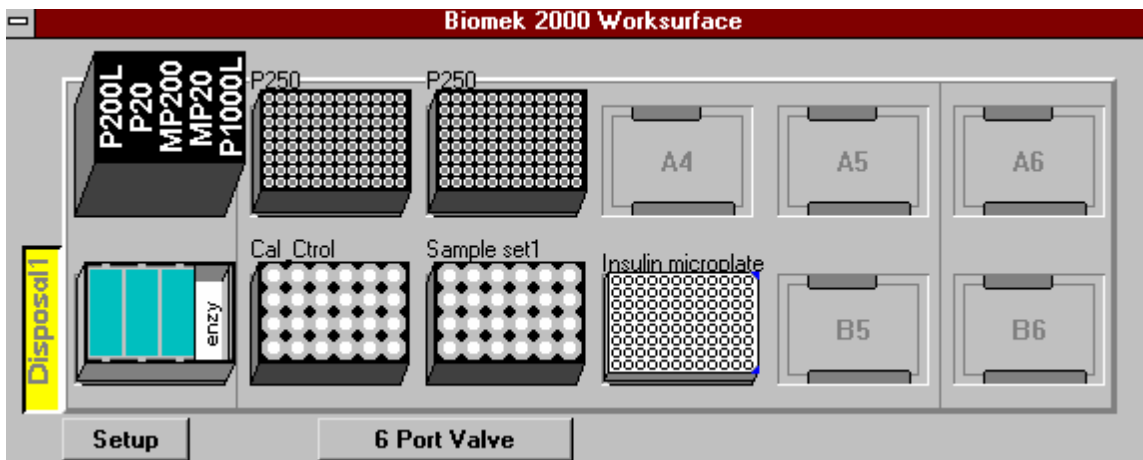 Biomek 2000 Worksurface
P200L
P20
MP200
MP20
P1000L
P250
P250
A4
A5
A6
Disposal1
enzy
Cal_Ctrol
Sample set1
Insulin microplate
B5
B6
Setup
6 Port Valve